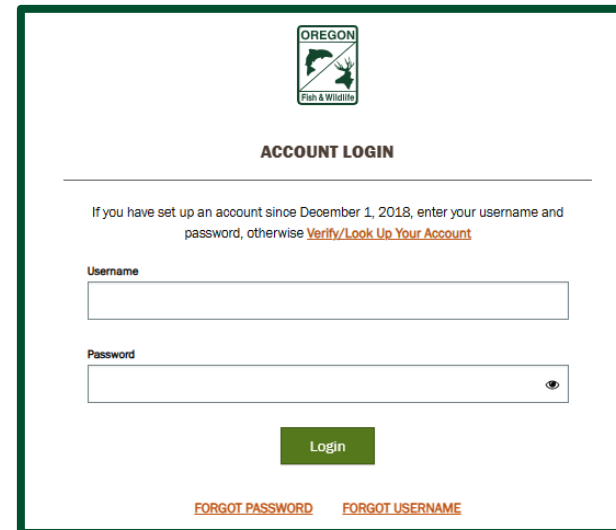 OREGON
Fish & Wildlife
ACCOUNT LOGIN
If you have set up an account since December 1, 2018, enter your username and
password, otherwise Verify/Look Up Your Account
Username
Password
Login
FORGOT PASSWORD FORGOT USERNAME